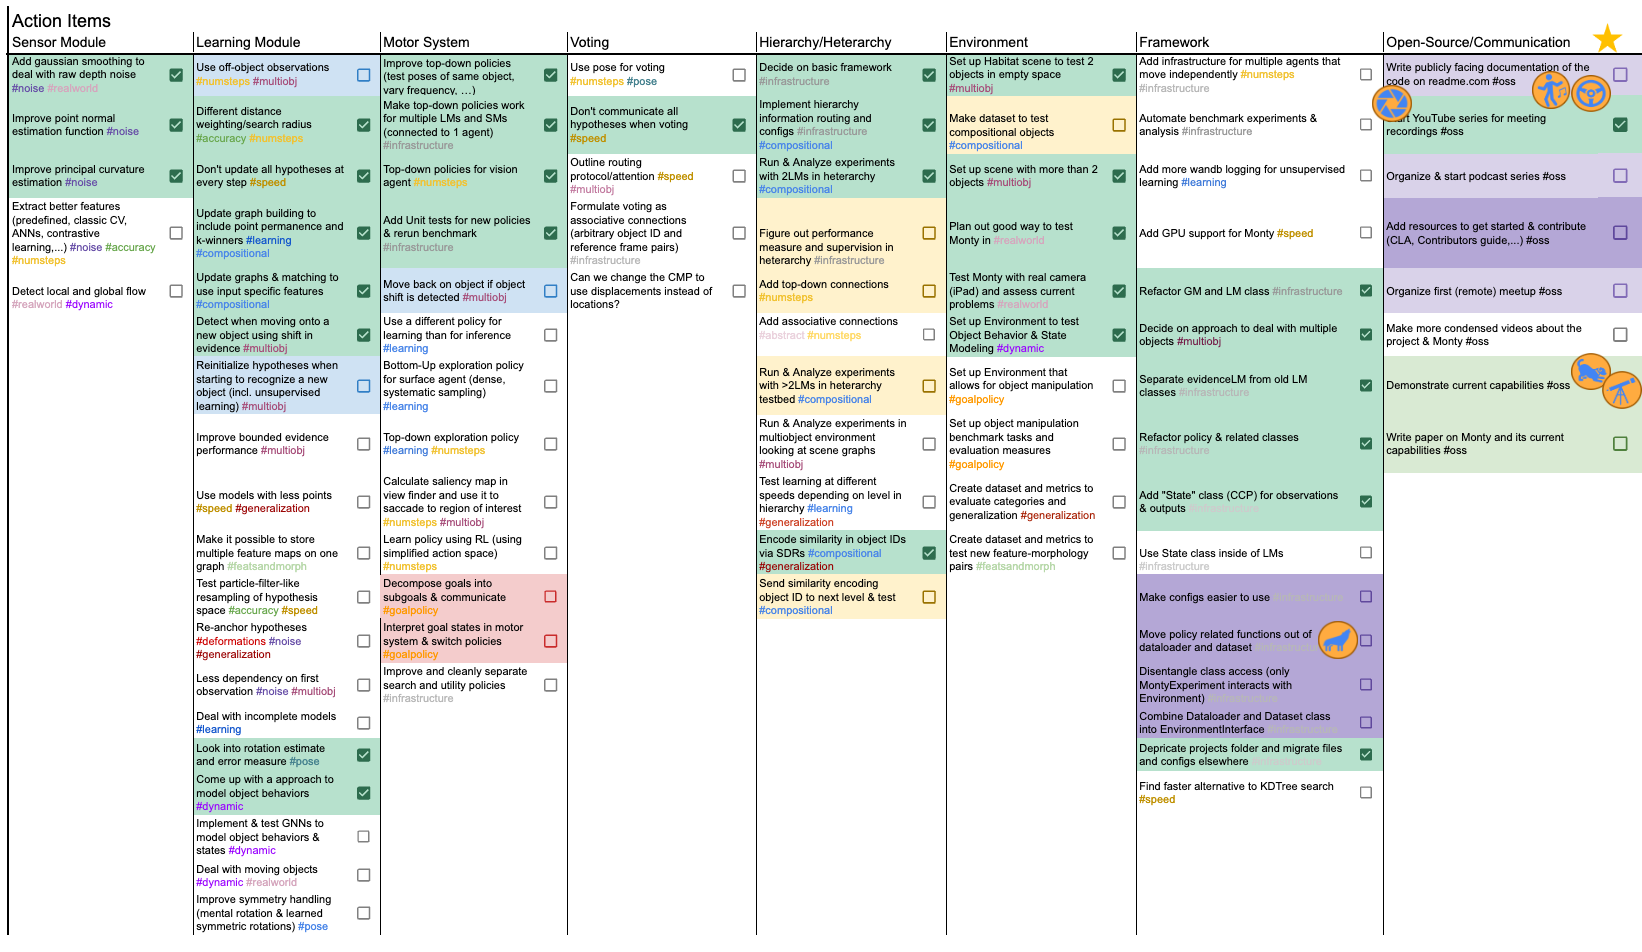 Action Items
Sensor Module
Add gaussian smoothing to
deal with raw depth noise
#noise #realworld
Improve point normal
estimation function #noise
Improve principal curvature
estimation #noise
Extract better features
(predefined, classic CV,
ANNs, contrastive
learning,...) #noise #accuracy
#numsteps
Detect local and global flow
#realworld #dynamic
Learning Module
Use off-object observations
#numsteps #multiobj
Different distance
weighting/search radius
#accuracy #numsteps
Don't update all hypotheses at
every step #speed
Update graph building to
include point permanence and
k-winners #learning
#compositional
Update graphs & matching to
use input specific features
#compositional
Detect when moving onto a
new object using shift in
evidence #multiobj
Reinitialize hypotheses when
starting to recognize a new
object (incl. unsupervised
learning) #multiobj
Improve bounded evidence
performance #multiobj
Use models with less points
#speed #generalization
Make it possible to store
multiple feature maps on one
graph #featsandmorph
Test particle-filter-like
resampling of hypothesis
space #accuracy #speed
Re-anchor hypotheses
#deformations #noise
#generalization
Less dependency on first
observation #noise #multiobj
Deal with incomplete models
#learning
Look into rotation estimate
and error measure #pose
Come up with a approach to
model object behaviors
#dynamic
Implement & test GNNs to
model object behaviors &
states #dynamic
Deal with moving objects
#dynamic #realworld
Improve symmetry handling
(mental rotation & learned
symmetric rotations) #pose
Motor System
Improve top-down policies
(test poses of same object,
vary frequency, ...)
Make top-down policies work
for multiple LMs and SMs
(connected to 1 agent)
#infrastructure
Top-down policies for vision
agent #numsteps
Add Unit tests for new policies
& rerun benchmark
#infrastructure
Move back on object if object
shift is detected #multiobj
Use a different policy for
learning than for inference
#learning
Bottom-Up exploration policy
for surface agent (dense,
systematic sampling)
#learning
Top-down exploration policy
#learning #numsteps
Calculate saliency map in
view finder and use it to
saccade to region of interest
#numsteps #multiobj
Learn policy using RL (using
simplified action space)
#numsteps
Decompose goals into
subgoals & communicate
#goalpolicy
Interpret goal states in motor
system & switch policies
#goalpolicy
Improve and cleanly separate
search and utility policies
#infrastructure
Voting
Use pose for voting
#numsteps #pose
Don't communicate all
hypotheses when voting
#speed
Outline routing
protocol/attention #speed
#multiobj
Formulate voting as
associative connections
(arbitrary object ID and
reference frame pairs)
#infrastructure
Can we change the CMP to
use displacements instead of
locations?
Hierarchy/Heterarchy
Decide on basic framework
#infrastructure
Implement hierarchy
information routing and
configs #infrastructure
#compositional
Run & Analyze experiments
with 2LMs in heterarchy
#compositional
Figure out performance
measure and supervision in
heterarchy #infrastructure
Add top-down connections
#numsteps
Add associative connections
#abstract #numsteps
Run & Analyze experiments
with >2LMs in heterarchy
testbed #compositional
Run & Analyze experiments in
multiobject environment
looking at scene graphs
#multiobj
Test learning at different
speeds depending on level in
hierarchy #learning
#generalization
Encode similarity in object IDs
via SDRs #compositional
#generalization
Send similarity encoding
object ID to next level & test
#compositional
Environment
Set up Habitat scene to test 2
objects in empty space
#multiobj
Make dataset to test
compositional objects
#compositional
Set up scene with more than 2
objects #multiobj
Plan out good way to test
Monty in #realworld
Test Monty with real camera
(iPad) and assess current
problems #realworld
Set up Environment to test
Object Behavior & State
Modeling #dynamic
Set up Environment that
allows for object manipulation
#goalpolicy
Set up object manipulation
benchmark tasks and
evaluation measures
#goalpolicy
Create dataset and metrics to
evaluate categories and
generalization #generalization
Create dataset and metrics to
test new feature-morphology
pairs #featsandmorph
Framework
Add infrastructure for multiple agents that
move independently #numsteps
#infrastructure
Automate benchmark experiments &
analysis #infrastructure
Add more wandb logging for unsupervised
learning #learning
Add GPU support for Monty #speed
Refactor GM and LM class #infrastructure
Decide on approach to deal with multiple
objects #multiobj
Separate evidenceLM from old LM
classes #infrastructure
Refactor policy & related classes
#infrastructure
Add "State" class (CCP) for observations
& outputs #infrastructure
Use State class inside of LMs
#infrastructure
Make configs easier to use #infrastructure
Move policy related functions out of
dataloader and dataset
Disentangle class access (only
MontyExperiment interacts with
Environment) #infrastructure
Combine Dataloader and Dataset class
into EnvironmentInterface #infrastructure
Depricate projects folder and migrate files
and configs elsewhere #infrastructure
Find faster alternative to KDTree search
#speed
Open-Source/Communication
Write publicly facing documentation of the
code on readme.com #oss
YouTube series for meeting
recordings #oss
Organize & start podcast series #oss
Add resources to get started & contribute
(CLA, Contributors guide,...) #oss
Organize first (remote) meetup #oss
Make more condensed videos about the
project & Monty #oss
Demonstrate current capabilities #oss
Write paper on Monty and its current
capabilities #oss